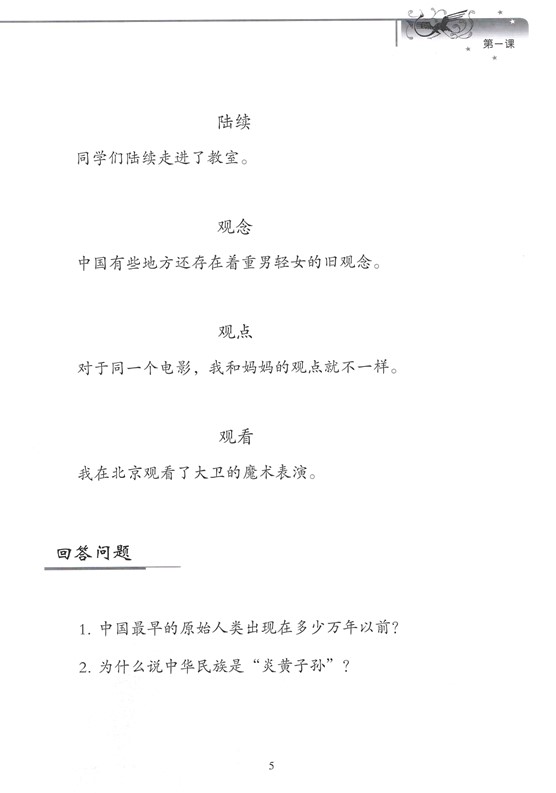 第一课
陆续
同学们陆续走进了教室。
观念
中国有些地方还存在着重男轻女的旧观念。
观点
对于同一个电影，我和妈妈的观点就不一样。
观看
我在北京观看了大卫的魔术表演。
回答问题
1. 中国最早的原始人类出现在多少万年以前？
2. 为什么说中华民族是“炎黄子孙”？
5